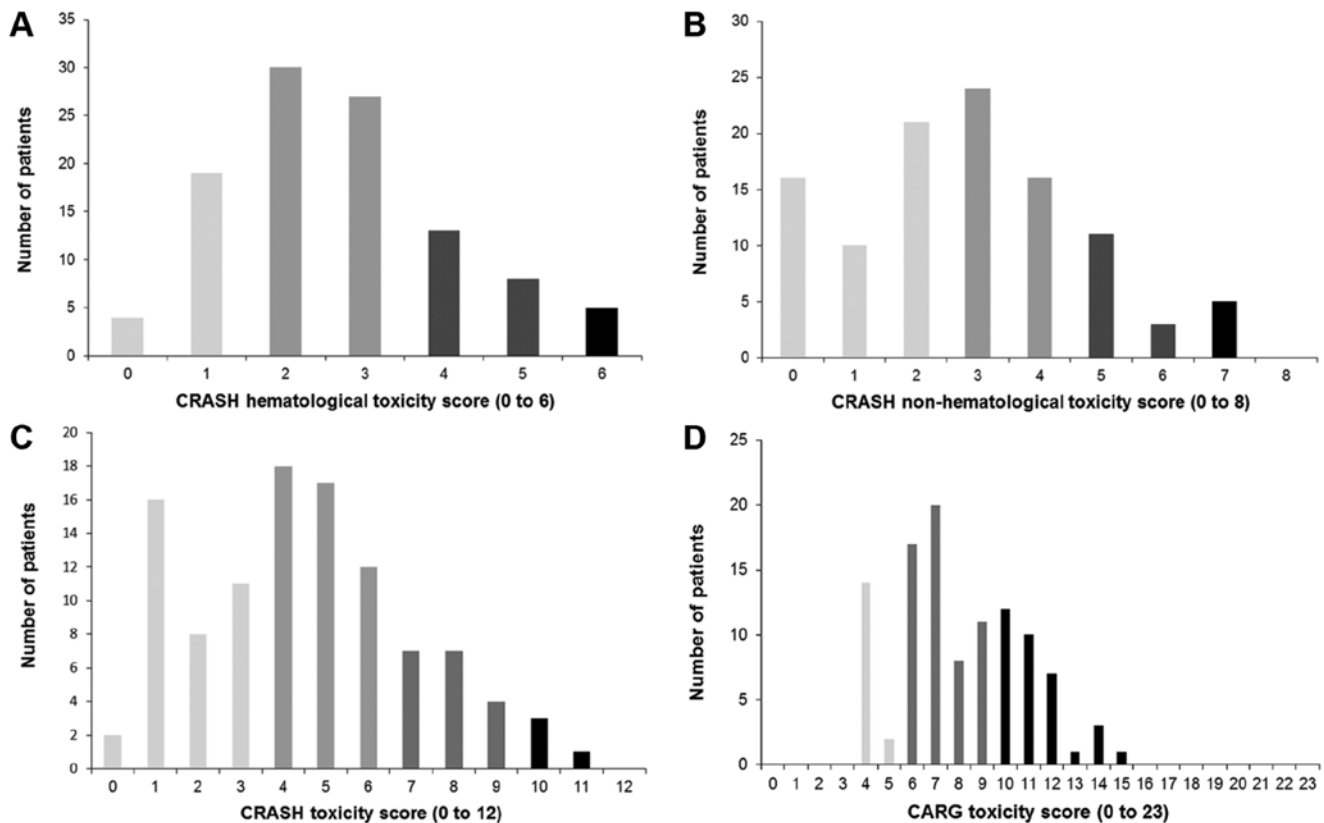 A
35
30
25
20
15
10
5
0
Number of patients
0 1 2 3 4 5 6
CRASH hematological toxicity score (0 to 6)
B
30
25
20
15
10
5
0
Number of patients
0 1 2 3 4 5 6 7 8
CRASH non-hematological toxicity score (0 to 8)
C
20
18
16
14
12
10
8
6
4
2
0
Number of patients
0 1 2 3 4 5 6 7 8 9 10 11 12
CRASH toxicity score (0 to 12)
D
25
20
15
10
5
0
Number of patients
0 1 2 3 4 5 6 7 8 9 10 11 12 13 14 15 16 17 18 19 20 21 22 23
CARG toxicity score (0 to 23)